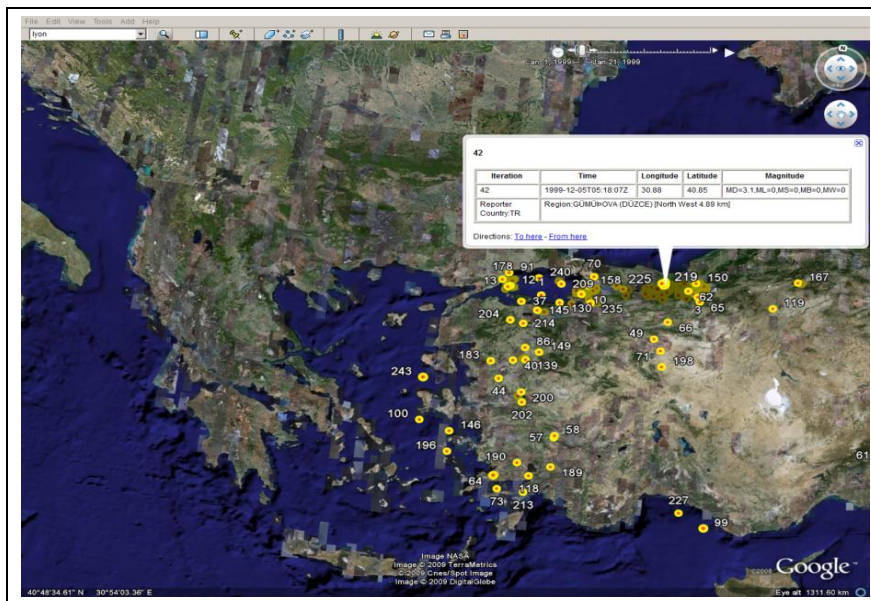 File Edit View Tools Add Help
lyon
Jan 1, 1999
Jan 21, 1999
N
42
Iteration Time Longitude Latitude Magnitude
42 1999-12-05T05:18:07Z 30.88 40.85 MD=3.1,ML=0,MS=0,MB=0,MW=0
Reporter Country:TR Region:GÜMÜÞOVA (DÜZCE) [North West 4.89 km]
Directions: To here - From here
178 91 240 70
13 121 209 158 225 219 150 167
37 145 130 10 235 62 3 65 119
204 214 49 66
86 149 71
183 40 139 198
243 44
200
100 202
146
58
57
196
190 189 61
64 118
73 213
227
99
Image NASA
Image © 2009 TerraMetrics
© 2009 Cnes/Spot Image
Image © 2009 DigitalGlobe
©2008 Google
40°48'34.61" N 30°54'03.36" E
Eye alt 1311.60 km